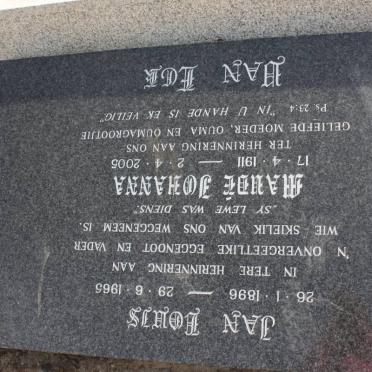 JAN LOUIS
26 · 1 · 1896 — 29 · 6 · 1965
IN TERE HERINNERING AAN
'N ONVERGEETLIKE EGGENOOT EN VADER
WIE SKIELIK VAN ONS WEGGENEEM IS.
„SY LEWE WAS DIENS”
MAUDÉ JOHANNA
17 · 4 · 1911 — 2 · 4 · 2005
TER HERINERING AAN ONS
GELIEFDE MOEDER, OUMA EN OUMAGROOTJIE
"IN U HANDE IS EK VEILIG" Ps 23:4
VAN ECK